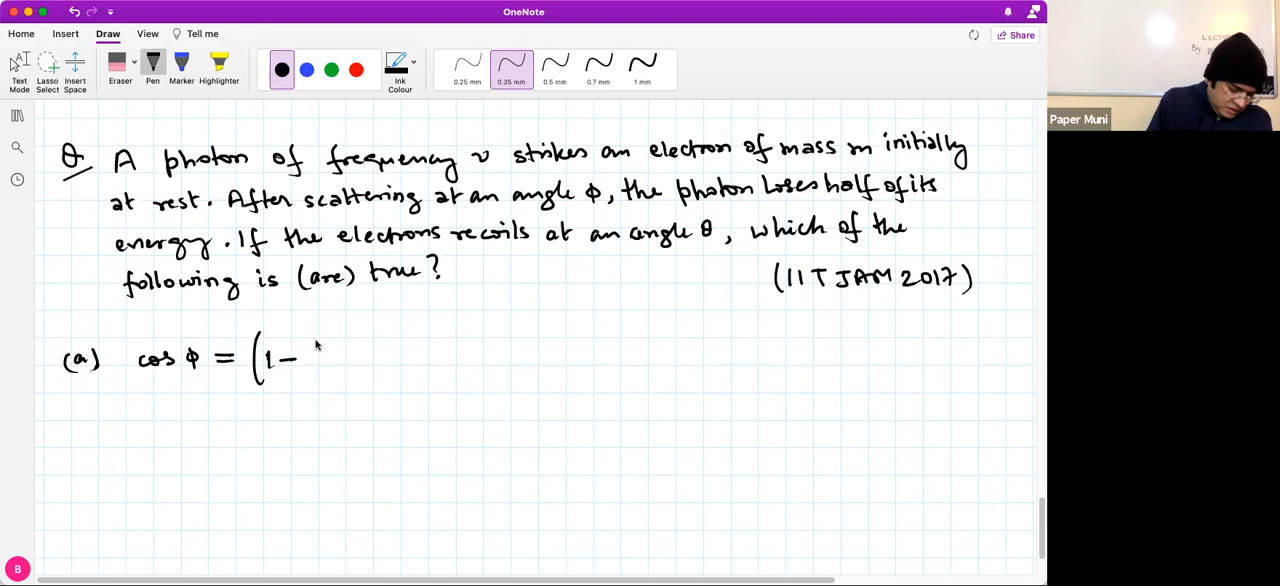 OneNote
Home Insert Draw View Tell me
Share
Text Mode
Lasso Select
Insert Space
Eraser
Pen
Marker
Highlighter
Ink Colour
0.25 mm
0.35 mm
0.5 mm
0.7 mm
1 mm
Paper Muni
Q A photon of frequency ν strikes an electron of mass m initially
at rest. After scattering at an angle ϕ, the photon loses half of its
energy. If the electrons recoils at an angle θ, which of the
following is (are) true?
(IIT JAM 2017)
(a) cos ϕ = (1 -
B